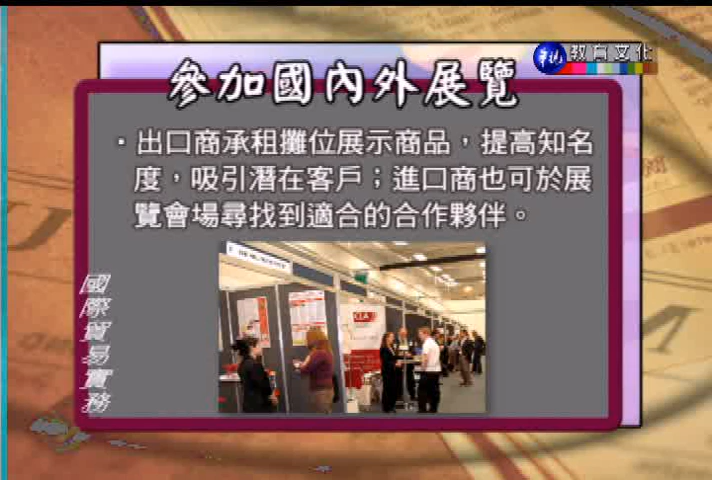 華視教育文化
參加國內外展覽
・出口商承租攤位展示商品，提高知名
度，吸引潛在客戶；進口商也可於展
覽會場尋找到適合的合作夥伴。
國際貿易實務